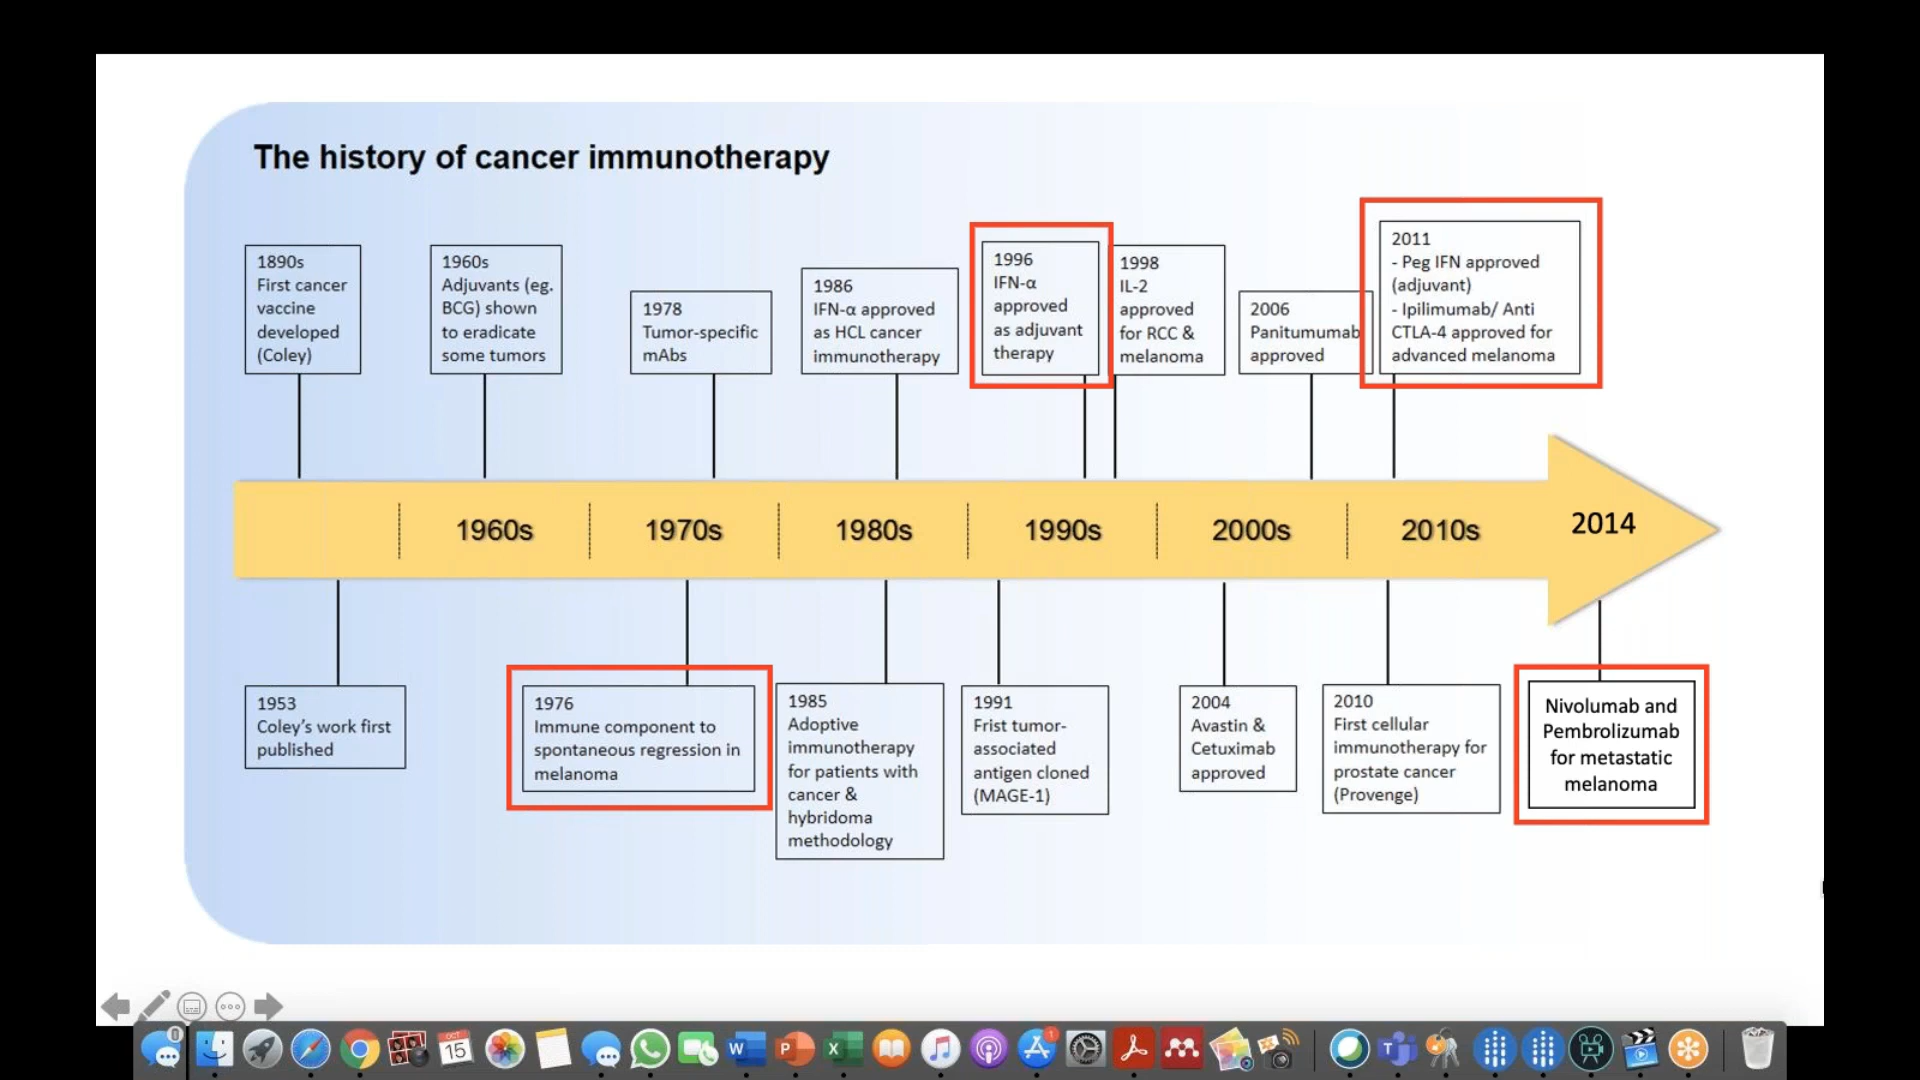 The history of cancer immunotherapy
1890s
First cancer
vaccine
developed
(Coley)
1960s
Adjuvants (eg.
BCG) shown
to eradicate
some tumors
1978
Tumor-specific
mAbs
1986
IFN-α approved
as HCL cancer
immunotherapy
1996
IFN-α
approved
as adjuvant
therapy
1998
IL-2
approved
for RCC &
melanoma
2006
Panitumumab
approved
2011
- Peg IFN approved
(adjuvant)
- Ipilimumab/ Anti
CTLA-4 approved for
advanced melanoma
1960s
1970s
1980s
1990s
2000s
2010s
2014
1953
Coley's work first
published
1976
Immune component to
spontaneous regression in
melanoma
1985
Adoptive
immunotherapy
for patients with
cancer &
hybridoma
methodology
1991
Frist tumor-
associated
antigen cloned
(MAGE-1)
2004
Avastin &
Cetuximab
approved
2010
First cellular
immunotherapy for
prostate cancer
(Provenge)
Nivolumab and
Pembrolizumab
for metastatic
melanoma
OCT
15
W
P
X
1
T